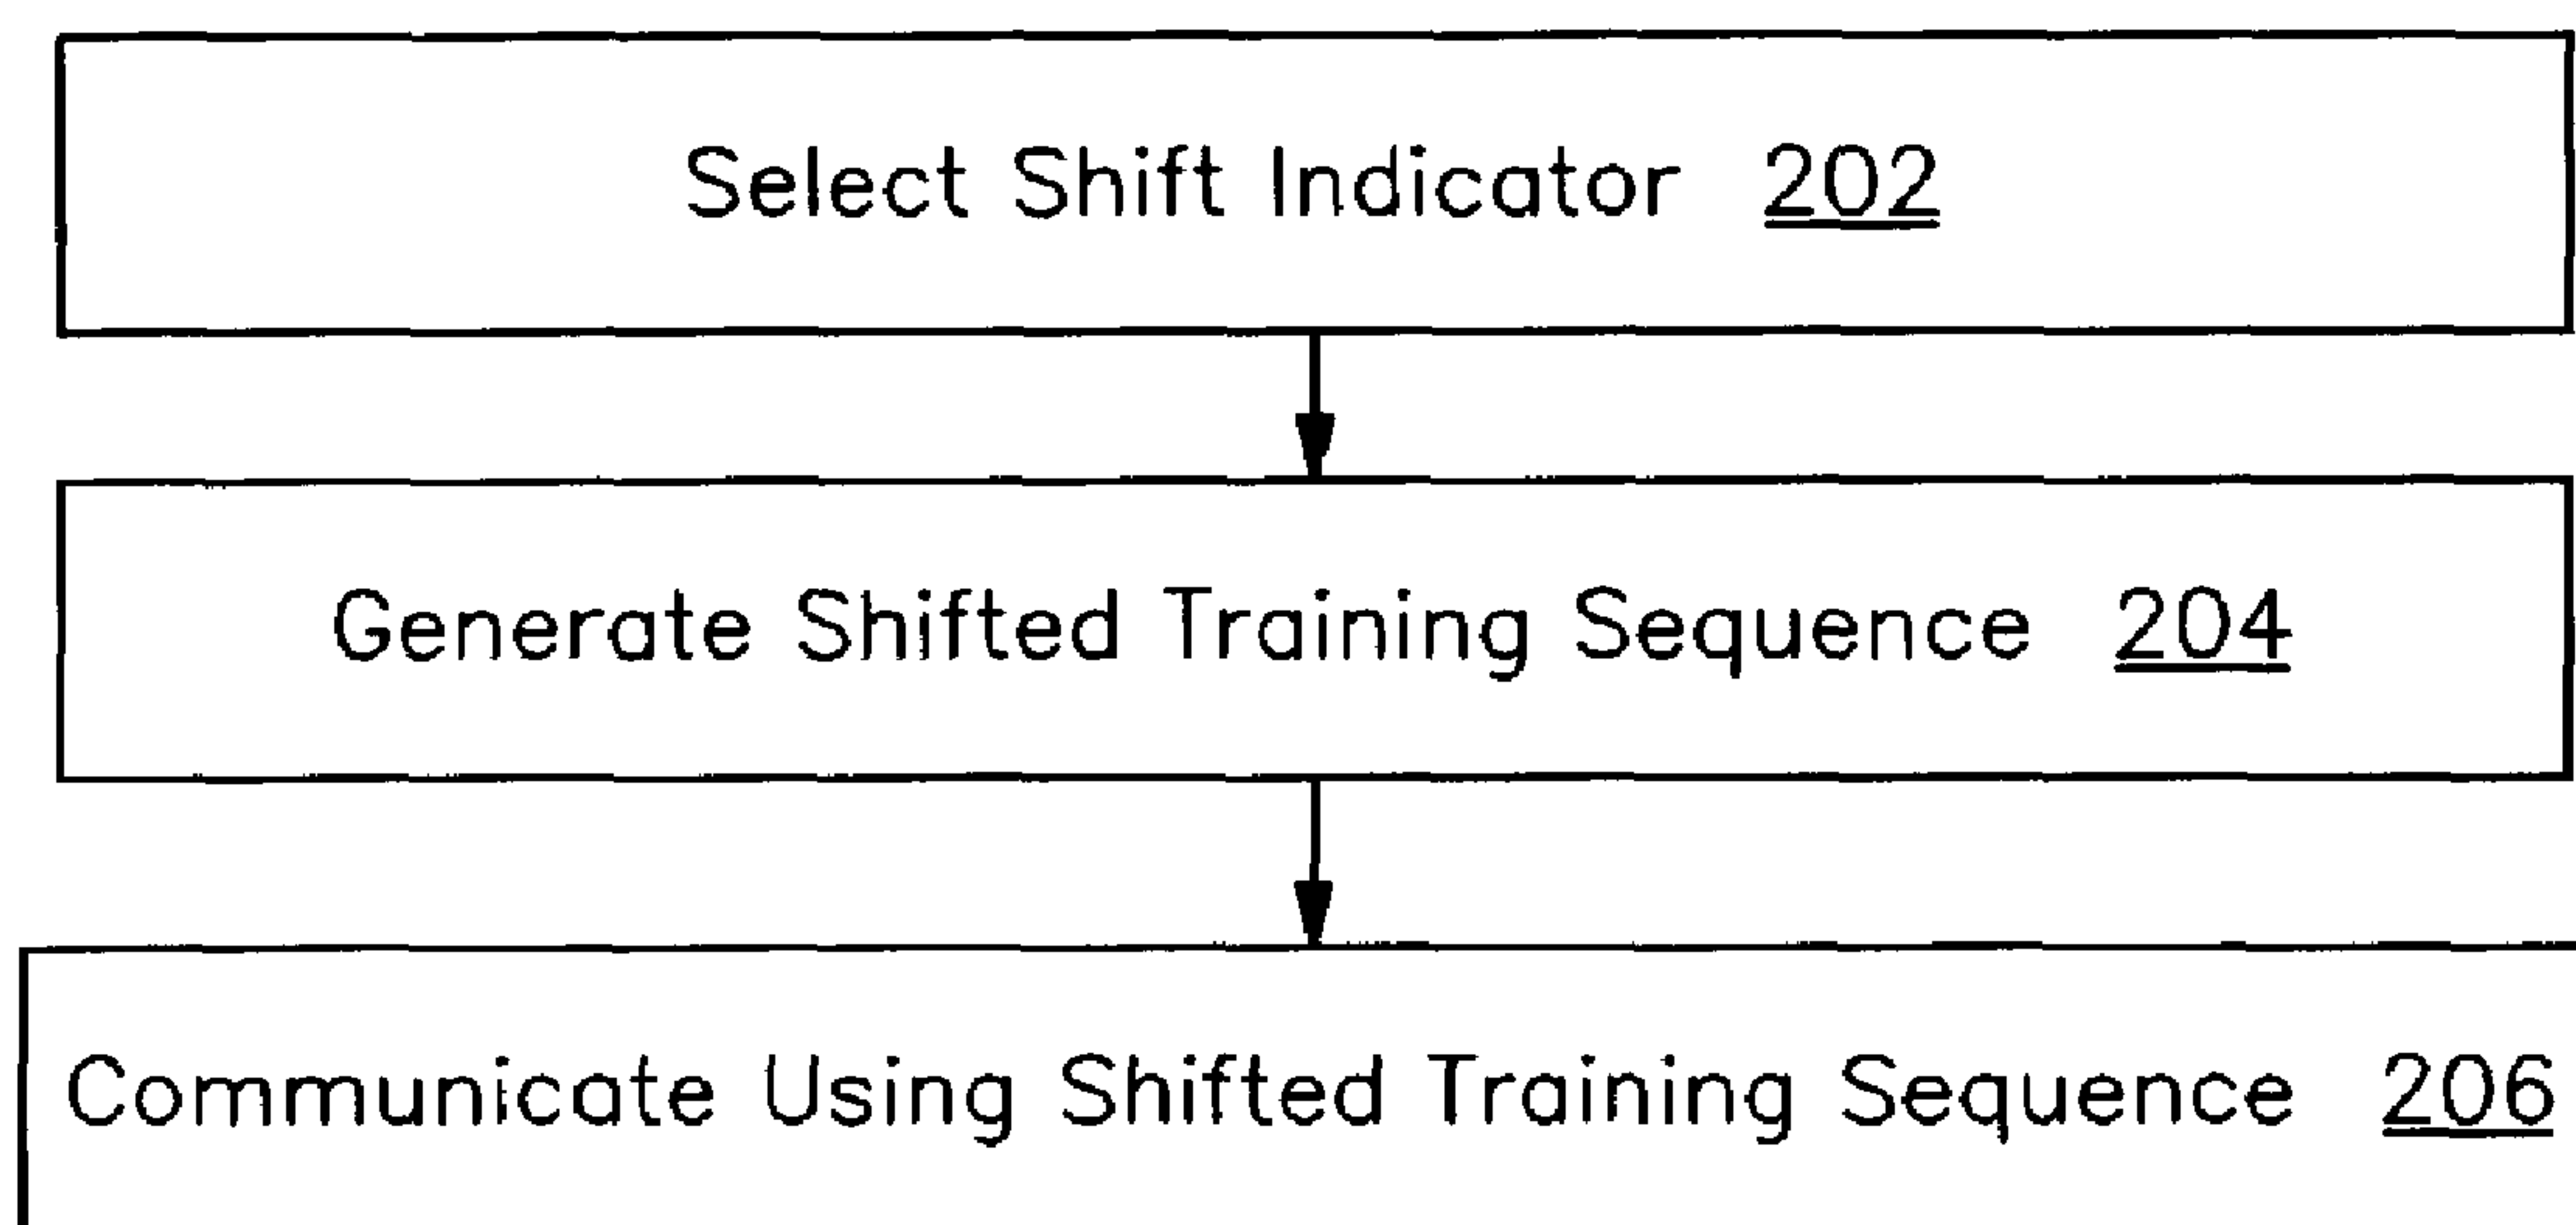 Select Shift Indicator 202
Generate Shifted Training Sequence 204
Communicate Using Shifted Training Sequence 206